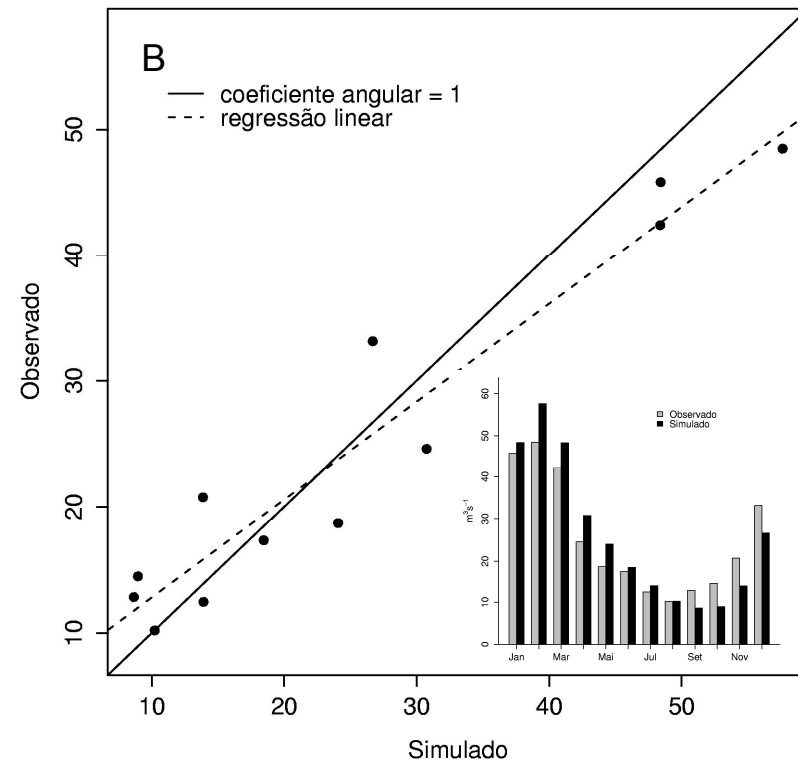 B
coeficiente angular = 1
regressão linear
Observado
50
40
30
20
10
10 20 30 40 50
Simulado
Observado
Simulado
m³s⁻¹
60
50
40
30
20
10
0
Jan Mar Mai Jul Set Nov